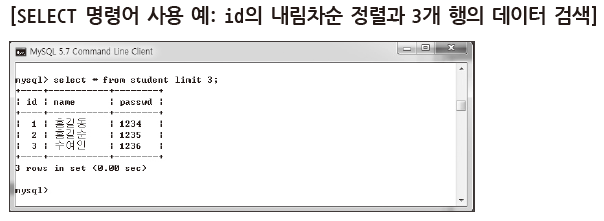 [SELECT 명령어 사용 예: id의 내림차순 정렬과 3개 행의 데이터 검색]
MySQL 5.7 Command Line Client
mysql> select * from student limit 3;
+----+--------+--------+
| id | name | passwd |
+----+--------+--------+
| 1 | 홍길동 | 1234 |
| 2 | 홍길순 | 1235 |
| 3 | 수여인 | 1236 |
+----+--------+--------+
3 rows in set (0.00 sec)
mysql>